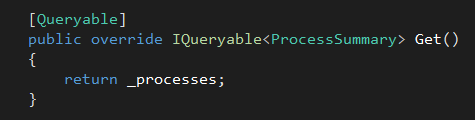 [Queryable]
public override IQueryable<ProcessSummary> Get()
{
return _processes;
}